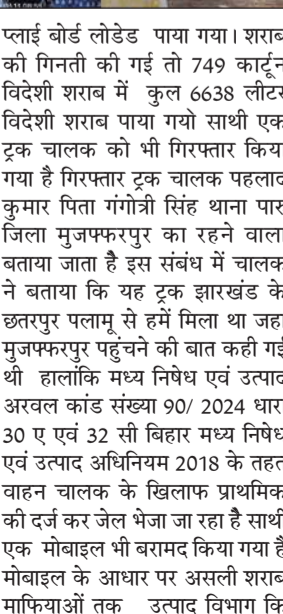 प्लाई बोर्ड लोडेड पाया गया। शराब
की गिनती की गई तो 749 कार्टून
विदेशी शराब में कुल 6638 लीटर
विदेशी शराब पाया गयो साथी एक
ट्रक चालक को भी गिरफ्तार किय
गया है गिरफ्तार ट्रक चालक पहलाद
कुमार पिता गंगोत्री सिंह थाना पारु
जिला मुजफ्फरपुर का रहने वाला
बताया जाता है इस संबंध में चालक
ने बताया कि यह ट्रक झारखंड के
छतरपुर पलामू से हमें मिला था जहा
मुजफ्फरपुर पहुंचने की बात कही गई
थी हालांकि मध्य निषेध एवं उत्पाद
अरवल कांड संख्या 90/ 2024 धार
30 ए एवं 32 सी बिहार मध्य निषेध
एवं उत्पाद अधिनियम 2018 के तहत
वाहन चालक के खिलाफ प्राथमिक
की दर्ज कर जेल भेजा जा रहा है साथी
एक मोबाइल भी बरामद किया गया है
मोबाइल के आधार पर असली शराब
माफियाओं तक उत्पाद विभाग कि